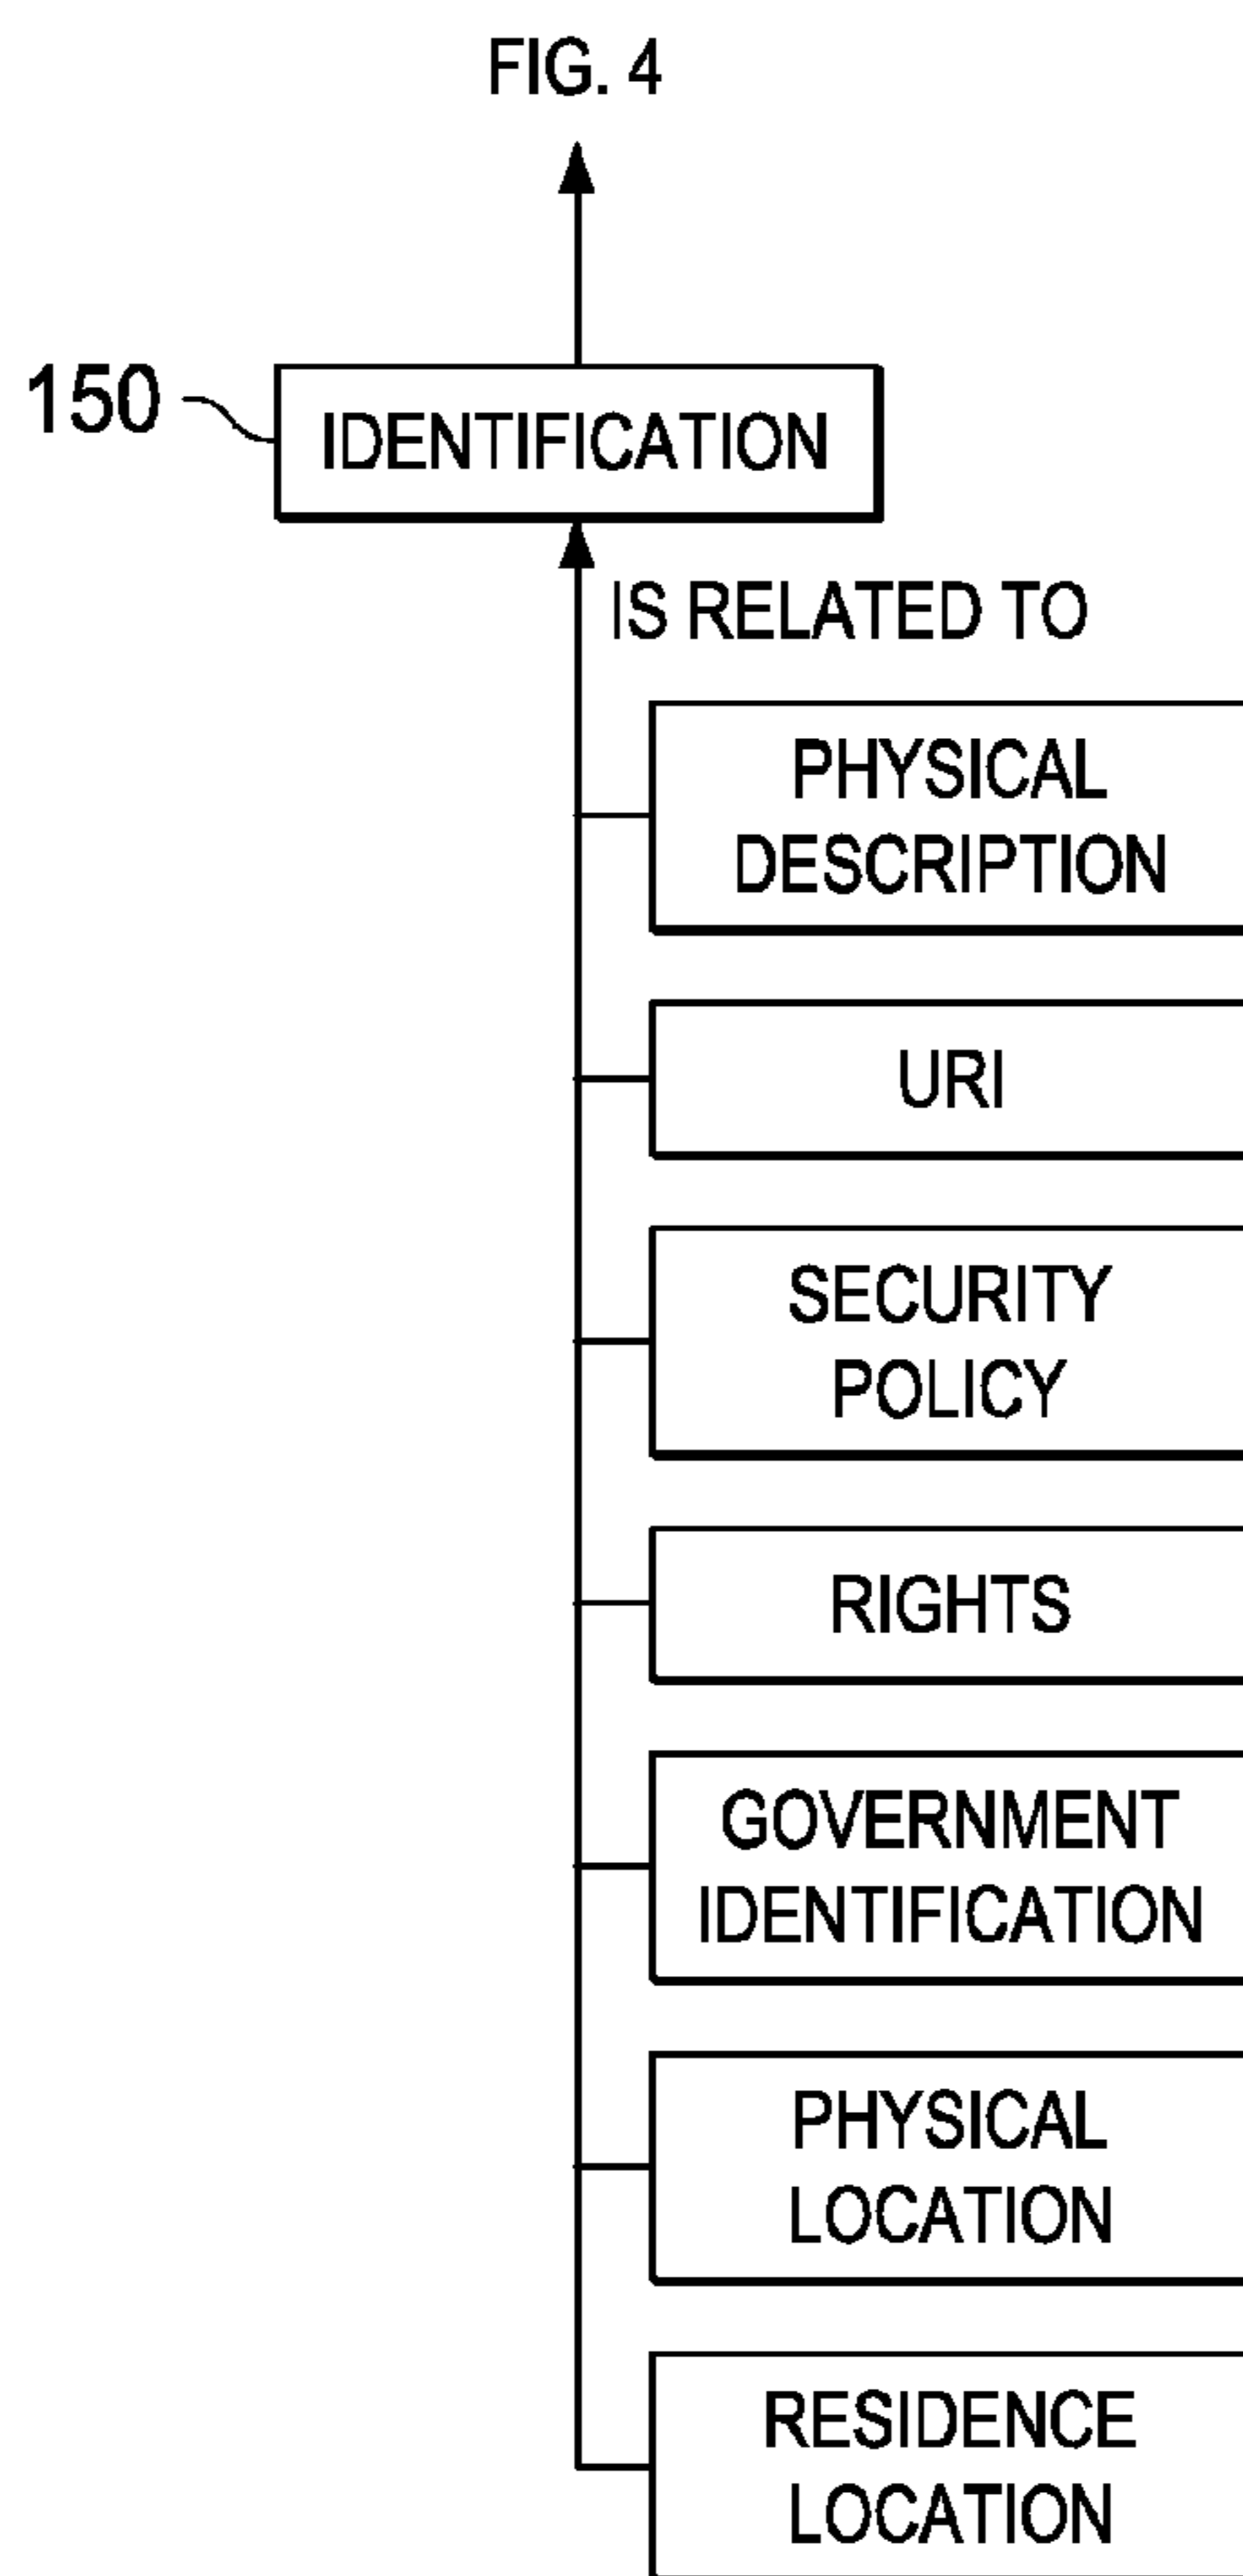 FIG. 4
150
IDENTIFICATION
IS RELATED TO
PHYSICAL
DESCRIPTION
URI
SECURITY
POLICY
RIGHTS
GOVERNMENT
IDENTIFICATION
PHYSICAL
LOCATION
RESIDENCE
LOCATION